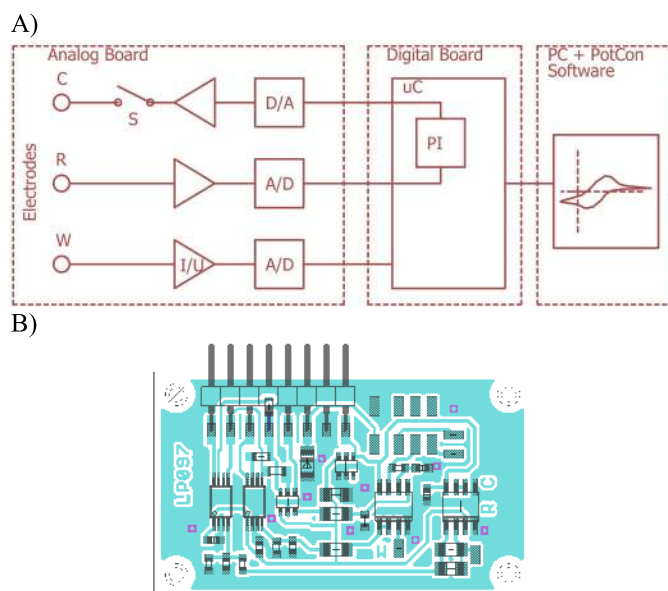 A)
Analog Board
Digital Board
PC + PotCon
Software
C
S
D/A
uC
PI
Electrodes
R
A/D
W
I/U
A/D
B)
LP097
R C
W